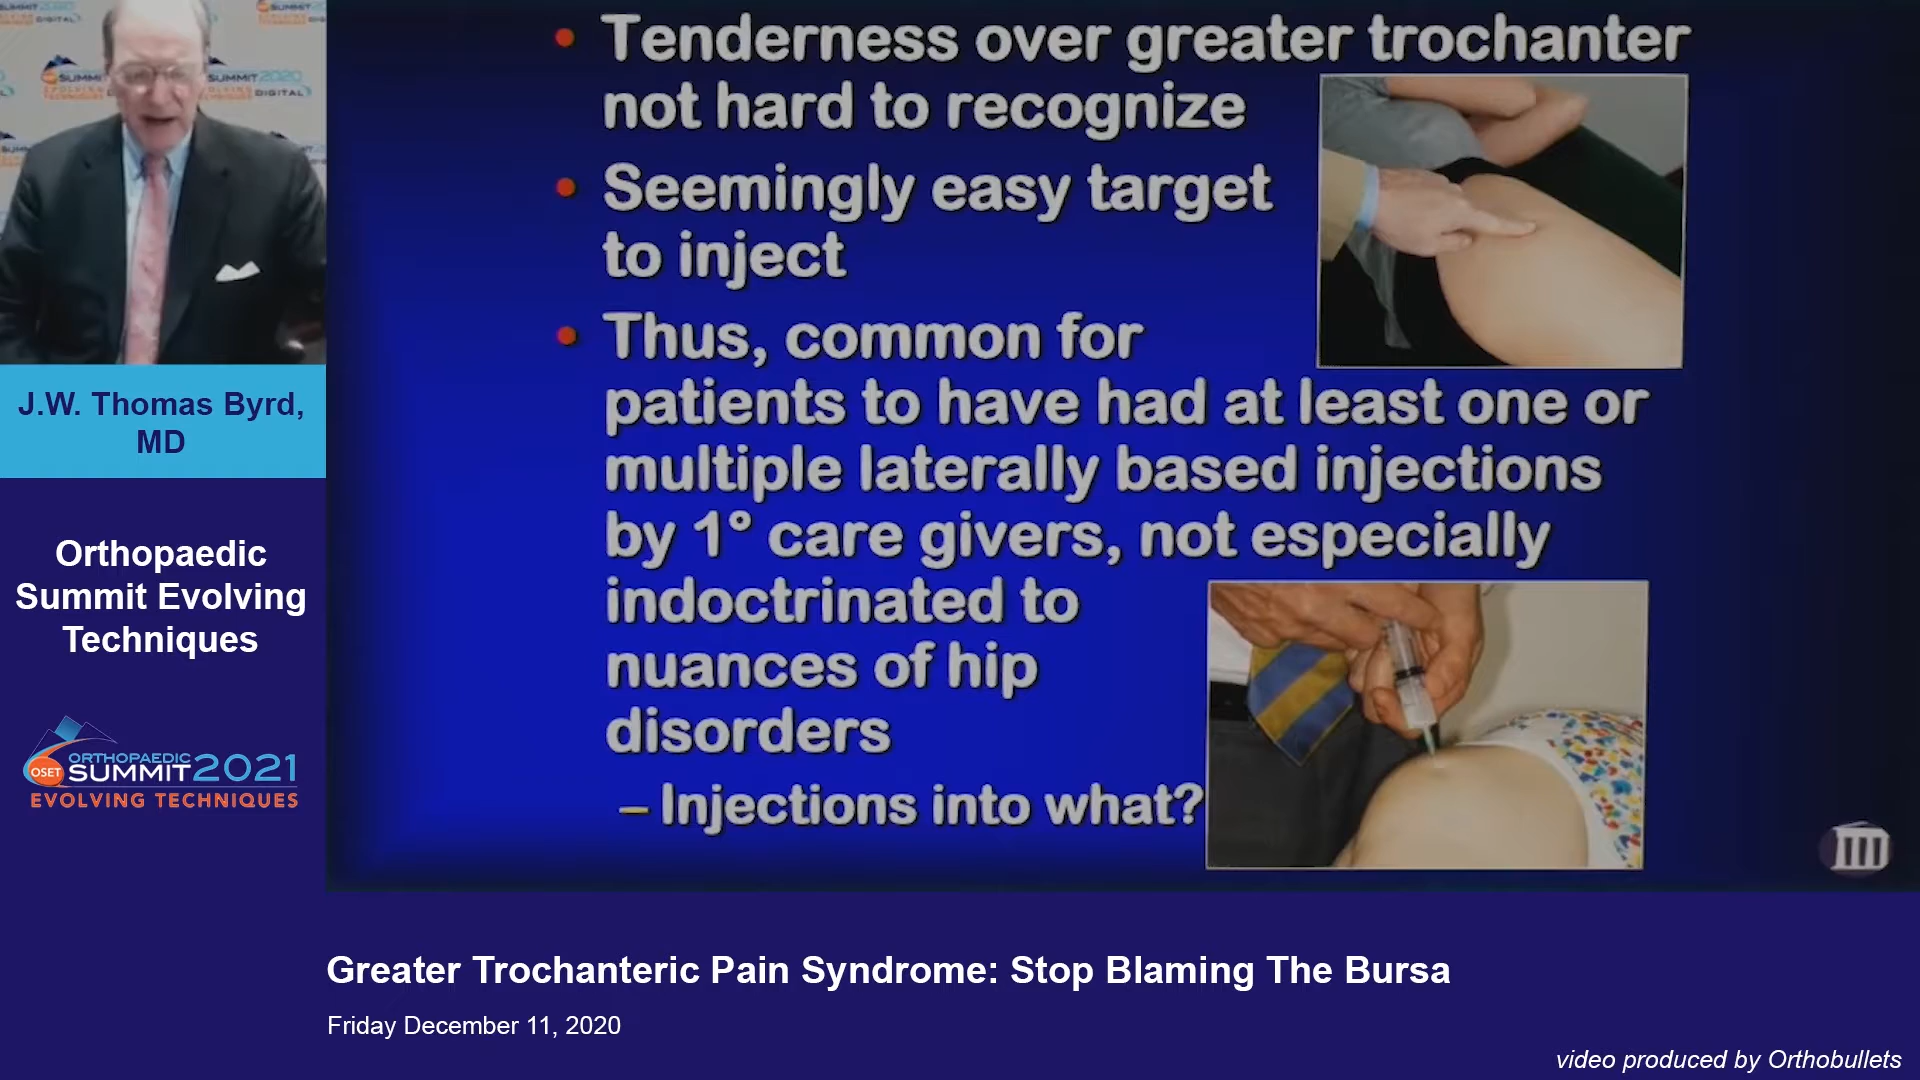 Tenderness over greater trochanter
not hard to recognize
Seemingly easy target
to inject
Thus, common for
patients to have had at least one or
multiple laterally based injections
by 1° care givers, not especially
indoctrinated to
nuances of hip
disorders
– Injections into what?
J.W. Thomas Byrd,
MD
Orthopaedic
Summit Evolving
Techniques
OSET
ORTHOPAEDIC
SUMMIT 2021
EVOLVING TECHNIQUES
Greater Trochanteric Pain Syndrome: Stop Blaming The Bursa
Friday December 11, 2020
video produced by Orthobullets